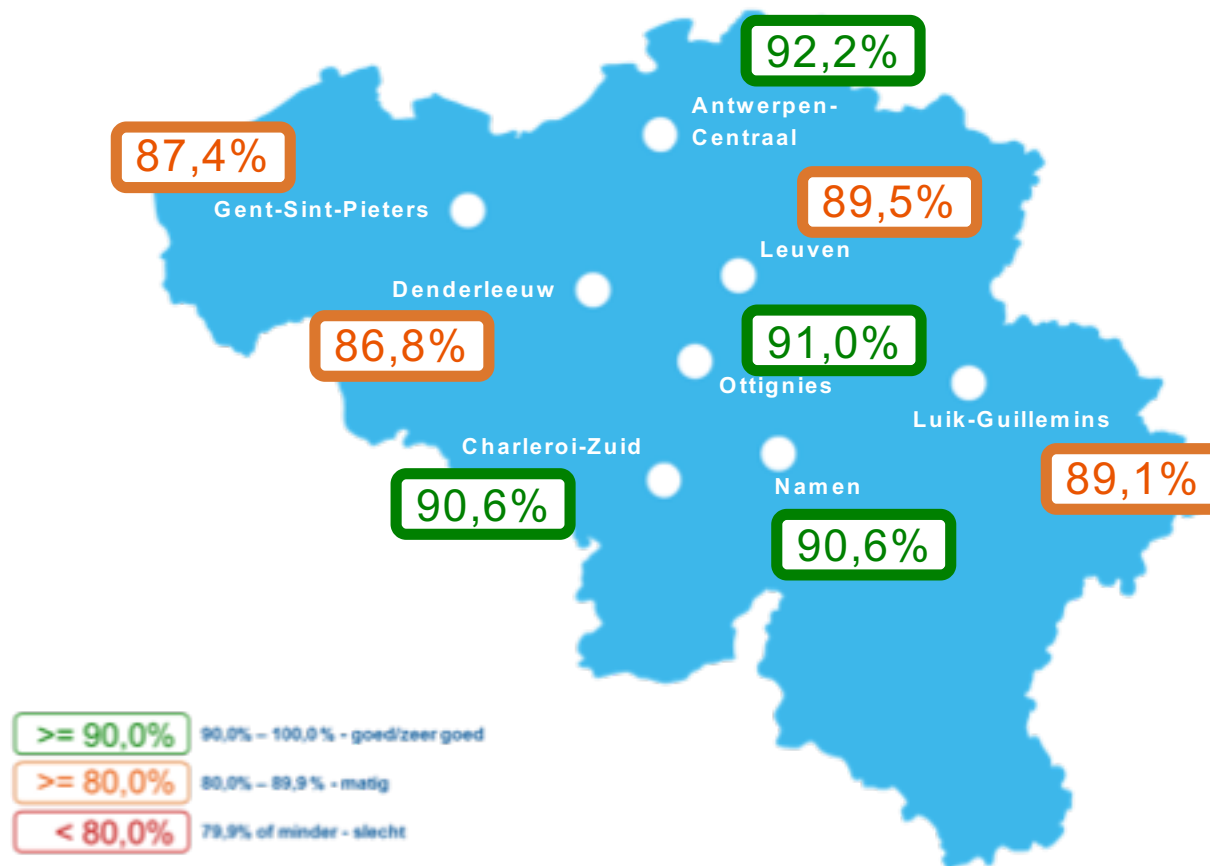 92,2%
Antwerpen-
Centraal
87,4%
Gent-Sint-Pieters
89,5%
Leuven
Denderleeuw
86,8%
91,0%
Ottignies
Luik-Guillemins
89,1%
Charleroi-Zuid
90,6%
Namen
90,6%
>= 90,0% 90,0% – 100,0% - goed/zeer goed
>= 80,0% 80,0% – 89,9% - matig
< 80,0% 79,9% of minder - slecht